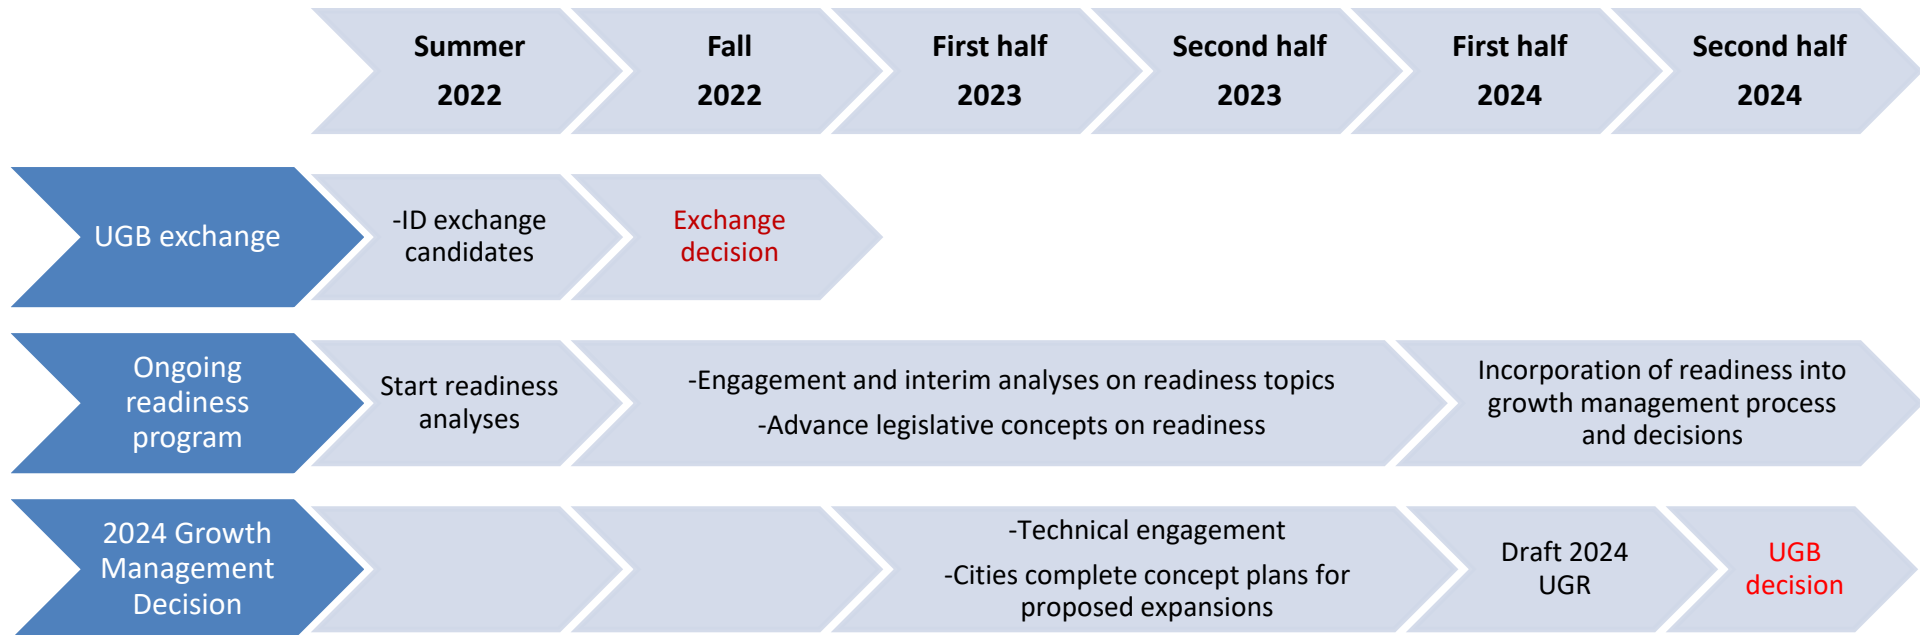 Summer
2022
Fall
2022
First half
2023
Second half
2023
First half
2024
Second half
2024
UGB exchange
-ID exchange
candidates
Exchange
decision
Ongoing
readiness
program
Start readiness
analyses
-Engagement and interim analyses on readiness topics
-Advance legislative concepts on readiness
Incorporation of readiness into
growth management process
and decisions
2024 Growth
Management
Decision
-Technical engagement
-Cities complete concept plans for
proposed expansions
Draft 2024
UGR
UGB
decision